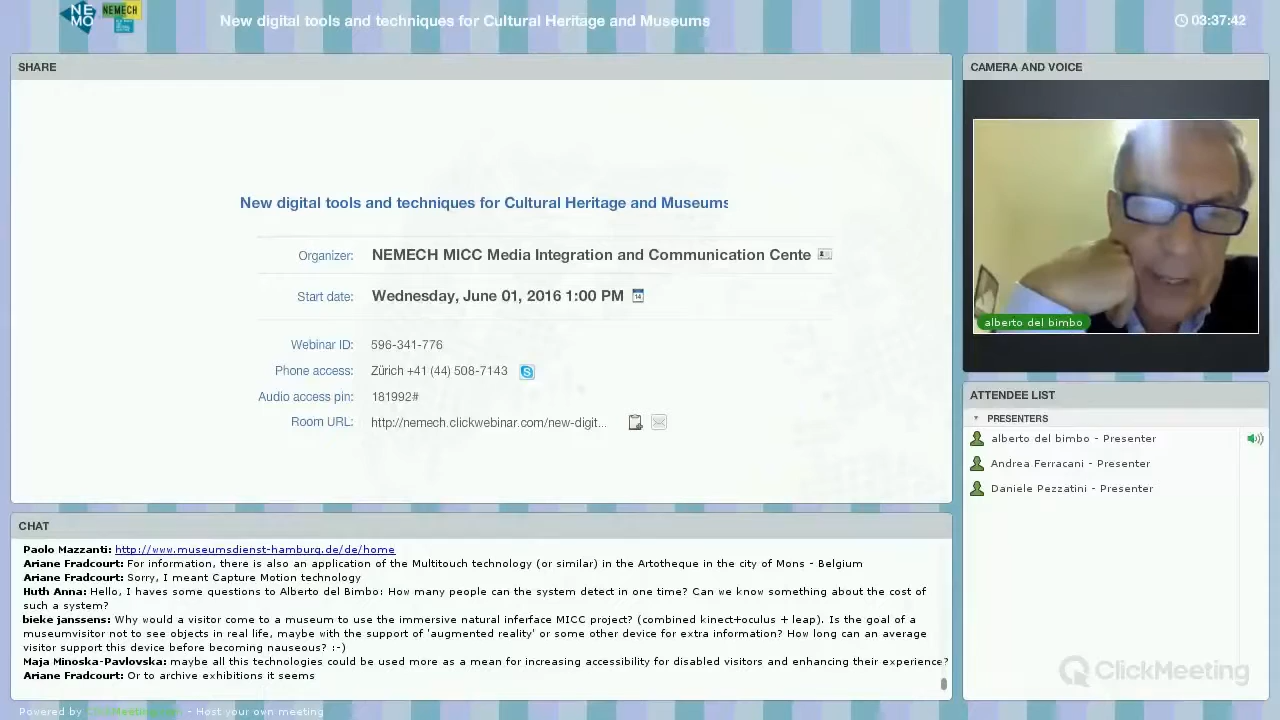 NE
MO
NEMECH
New digital tools and techniques for Cultural Heritage and Museums
03:37:42
SHARE
New digital tools and techniques for Cultural Heritage and Museums
Organizer: NEMECH MICC Media Integration and Communication Cente
Start date: Wednesday, June 01, 2016 1:00 PM
14
Webinar ID: 596-341-776
Phone access: Zürich +41 (44) 508-7143
Audio access pin: 181992#
Room URL: http://nemech.clickwebinar.com/new-digit...
CAMERA AND VOICE
alberto del bimbo
ATTENDEE LIST
PRESENTERS
alberto del bimbo - Presenter
Andrea Ferracani - Presenter
Daniele Pezzatini - Presenter
CHAT
Paolo Mazzanti: http://www.museumsdienst-hamburg.de/de/home
Ariane Fradcourt: For information, there is also an application of the Multitouch technology (or similar) in the Artotheque in the city of Mons - Belgium
Ariane Fradcourt: Sorry, I meant Capture Motion technology
Huth Anna: Hello, I haves some questions to Alberto del Bimbo: How many people can the system detect in one time? Can we know something about the cost of
such a system?
bieke janssens: Why would a visitor come to a museum to use the immersive natural inferface MICC project? (combined kinect+oculus + leap). Is the goal of a
museumvisitor not to see objects in real life, maybe with the support of 'augmented reality' or some other device for extra information? How long can an average
visitor support this device before becoming nauseous? :-)
Maja Minoska-Pavlovska: maybe all this technologies could be used more as a mean for increasing accessibility for disabled visitors and enhancing their experience?
Ariane Fradcourt: Or to archive exhibitions it seems
ClickMeeting
Powered by ClickMeeting.com - Host your own meeting